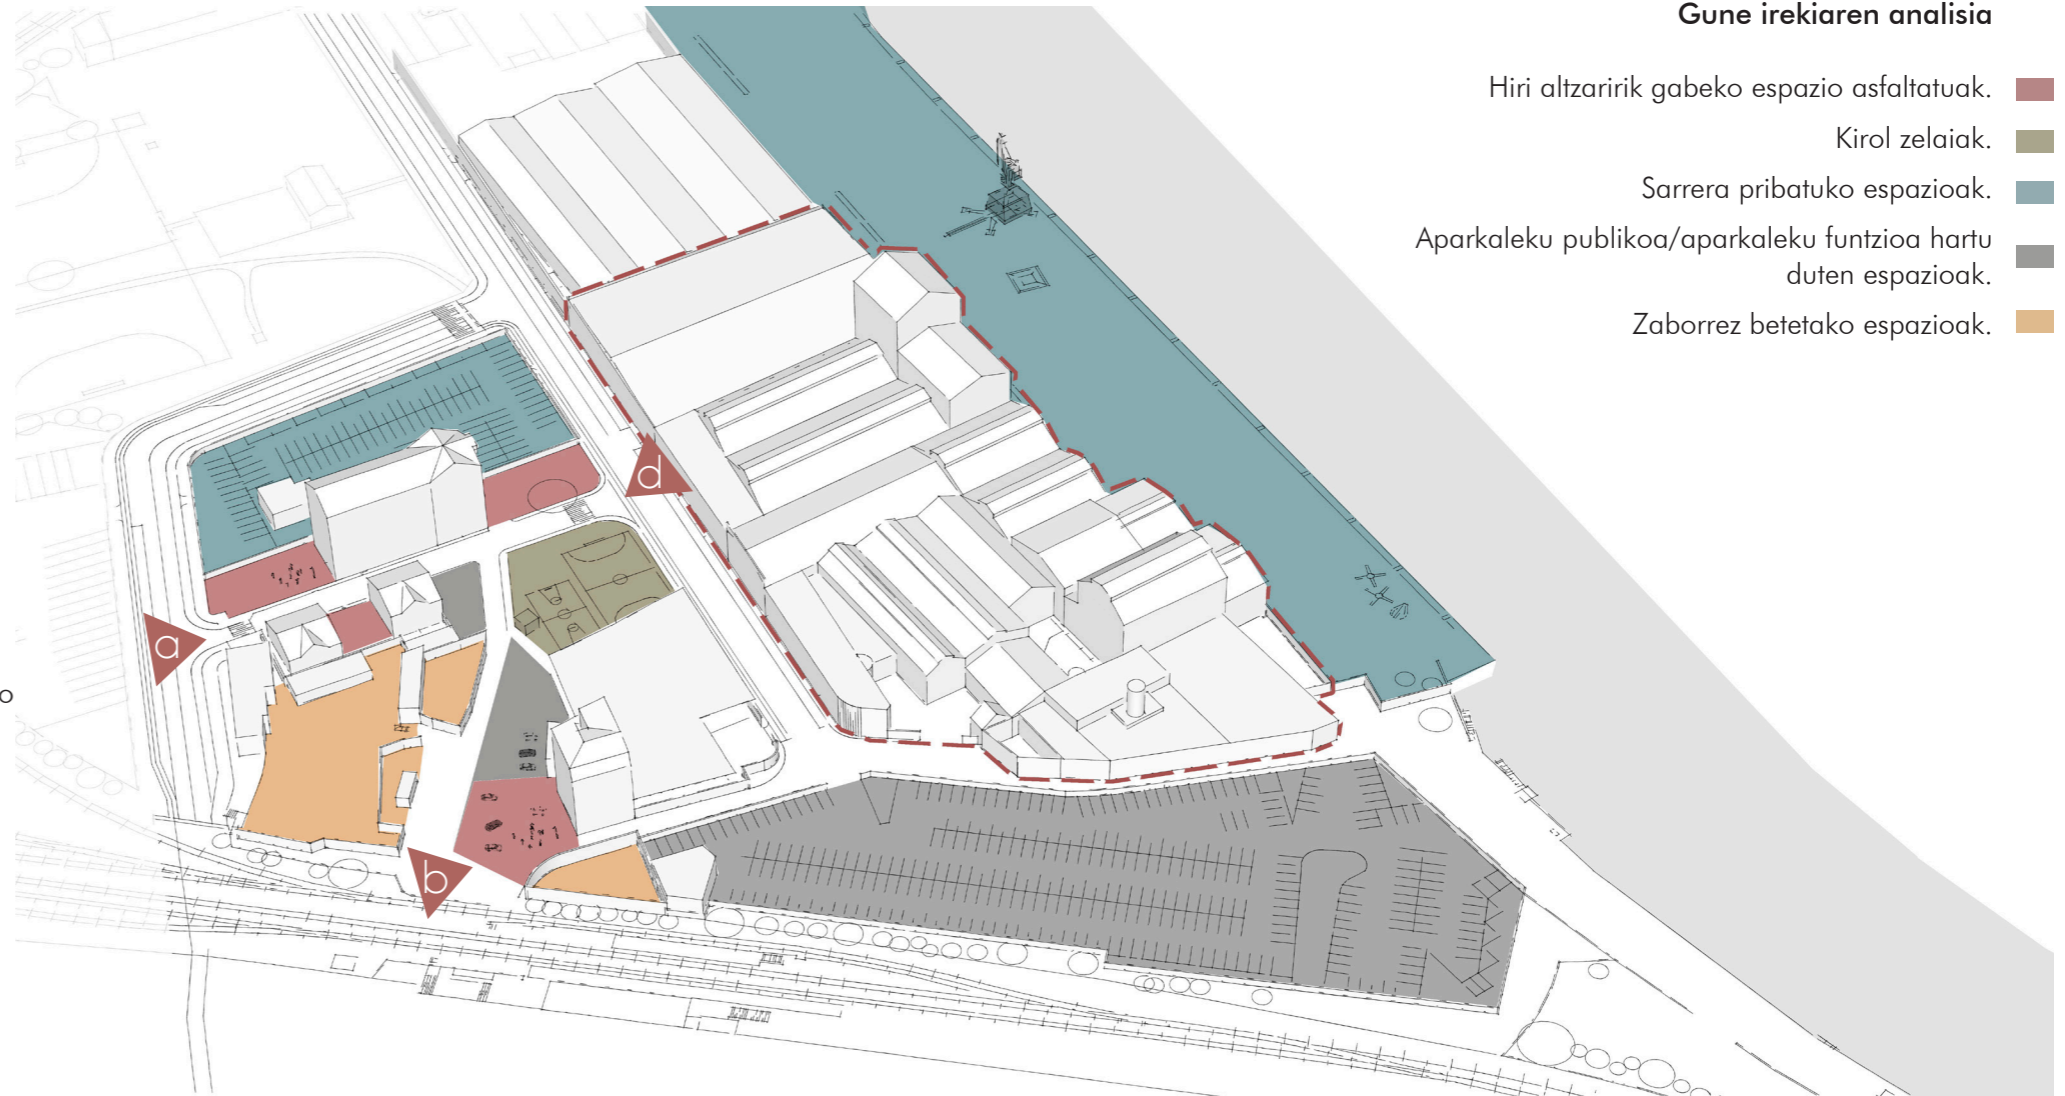 Gune irekiaren analisia
Hiri altzaririk gabeko espazio asfaltatuak.
Kirol zelaiak.
Sarrera pribatuko espazioak.
Aparkaleku publikoa/aparkaleku funtzioa hartu
duten espazioak.
Zaborrez betetako espazioak.
d
a
o
b